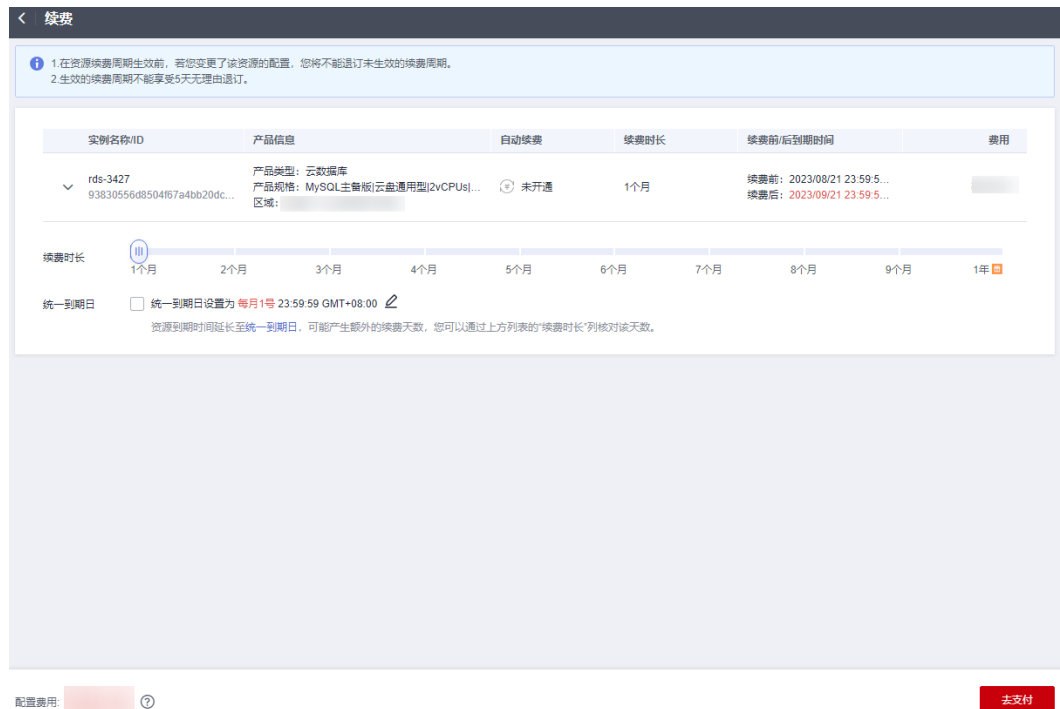 续费
1.在资源续费周期生效前，若您变更了该资源的配置，您将不能退订未生效的续费周期。
2.生效的续费周期不能享受5天无理由退订。
实例名称/ID 产品信息 自动续费 续费时长 续费前/后到期时间 费用
rds-3427
93830556d8504f67a4bb20dc...
产品类型：云数据库
产品规格：MySQL主备版|云盘通用型|2vCPUs|...
区域：
未开通
1个月
续费前：2023/08/21 23:59:5...
续费后：2023/09/21 23:59:5...
续费时长
1个月 2个月 3个月 4个月 5个月 6个月 7个月 8个月 9个月 1年
统一到期日 统一到期日设置为 每月1号 23:59:59 GMT+08:00
资源到期时间延长至统一到期日，可能产生额外的续费天数，您可以通过上方列表的“续费时长”列核对该天数。
配置费用:
去支付